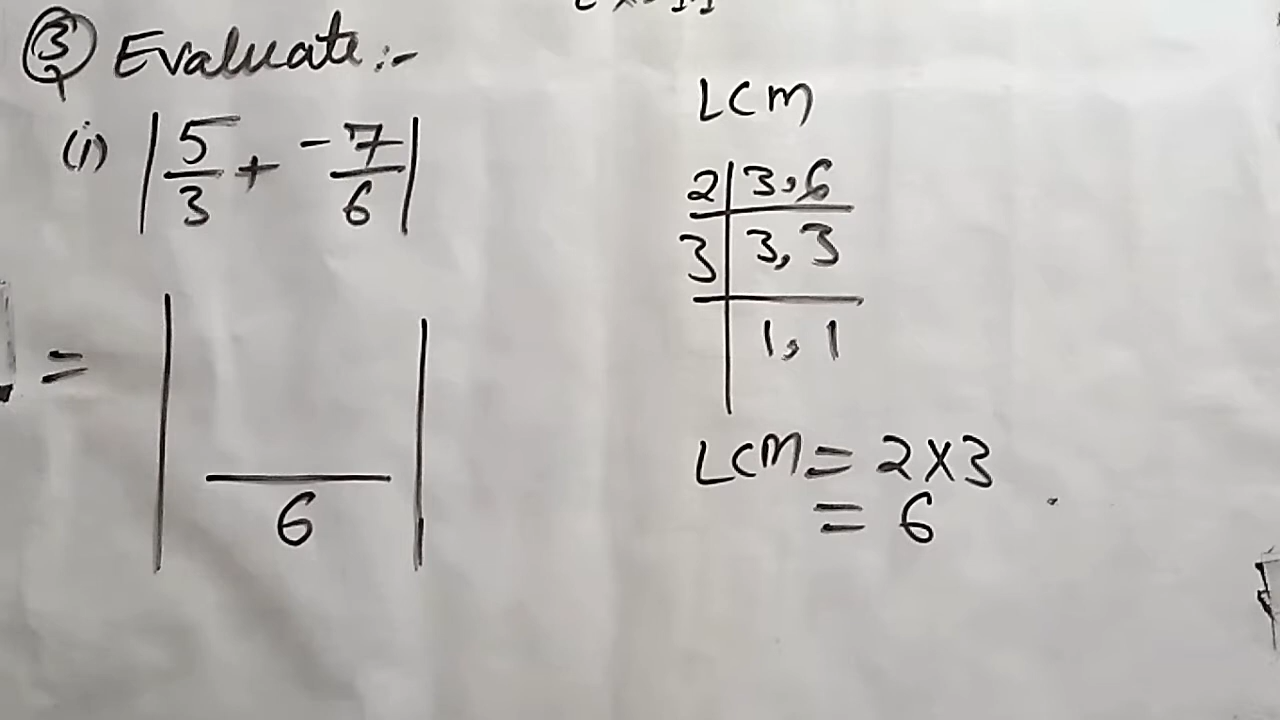 ③ Evaluate :-
(i) |5/3 + -7/6|
= | /6|
LCM
2 | 3, 6
3 | 3, 3
| 1, 1
LCM = 2 × 3
= 6